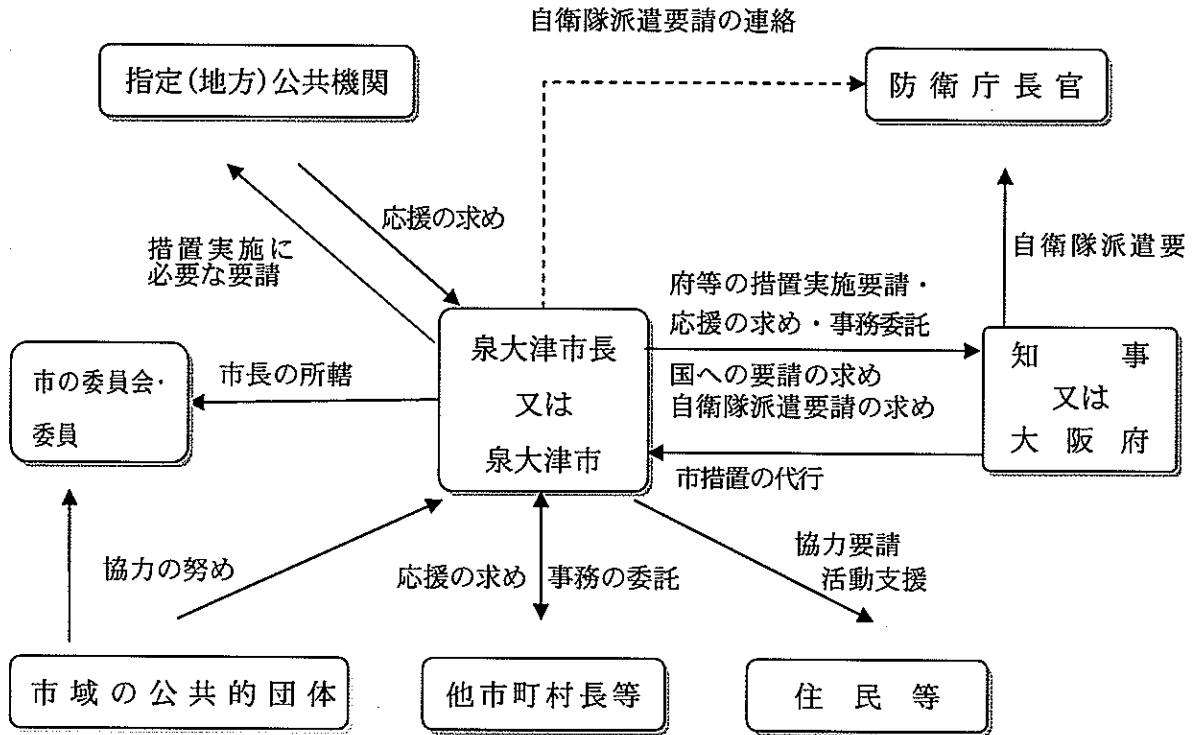 自衛隊派遣要請の連絡
指定(地方)公共機関
防衛庁長官
応援の求め
措置実施に
必要な要請
自衛隊派遣要
府等の措置実施要請・
応援の求め・事務委託
泉大津市長
又は
泉大津市
知事
又は
大阪府
市の委員会・
委員
市長の所轄
国への要請の求め
自衛隊派遣要請の求め
市措置の代行
協力の努め
応援の求め
事務の委託
協力要請
活動支援
市域の公共的団体
他市町村長等
住民等